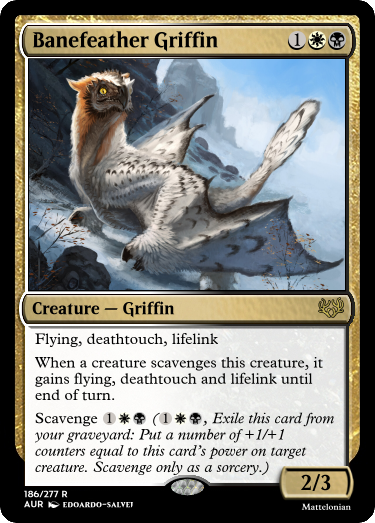 Banefeather Griffin 1
Creature — Griffin
Flying, deathtouch, lifelink
When a creature scavenges this creature, it
gains flying, deathtouch and lifelink until
end of turn.
Scavenge 1 (1, Exile this card from
your graveyard: Put a number of +1/+1
counters equal to this card's power on target
creature. Scavenge only as a sorcery.)
2/3
186/277 R
AUR EDOARDO-SALVEJ
Mattelonian